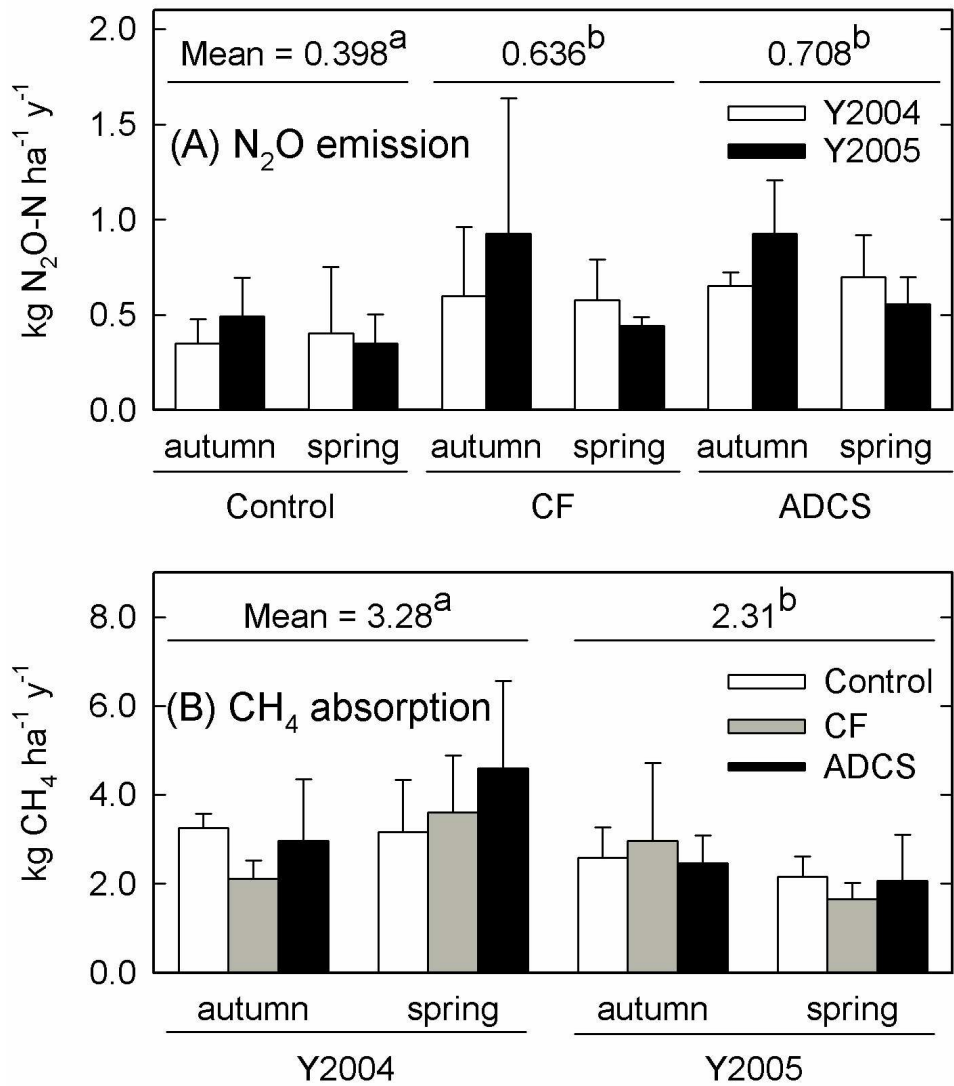 2.0
Mean = 0.398ᵃ 0.636ᵇ 0.708ᵇ
1.5
(A) N₂O emission
Y2004
Y2005
kg N₂O-N ha⁻¹ y⁻¹
1.0
0.5
0.0
autumn spring autumn spring autumn spring
Control CF ADCS
8.0
Mean = 3.28ᵃ 2.31ᵇ
(B) CH₄ absorption
Control
CF
ADCS
kg CH₄ ha⁻¹ y⁻¹
6.0
4.0
2.0
0.0
autumn spring autumn spring
Y2004 Y2005